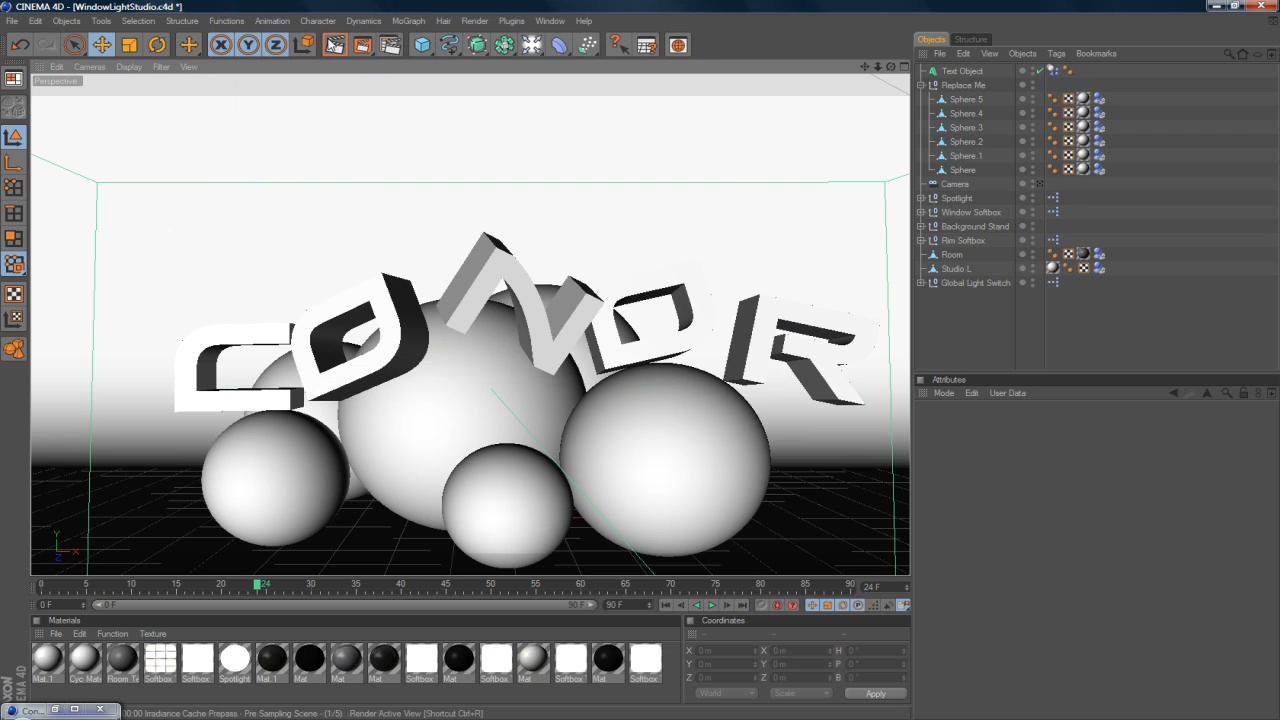 CINEMA 4D - [WindowLightStudio.c4d *]
File Edit Objects Tools Selection Structure Functions Animation Character Dynamics MoGraph Hair Render Plugins Window Help
X Y Z
Objects Structure
File Edit View Objects Tags Bookmarks
Edit Cameras Display Filter View
Perspective
Text Object
Replace Me
Sphere.5
Sphere.4
Sphere.3
Sphere.2
Sphere.1
Sphere
Camera
Spotlight
Window Softbox
Background Stand
Rim Softbox
Room
Studio L
Global Light Switch
CONOR
Y
X
Z
Attributes
Mode Edit User Data
0 5 10 15 20 24 30 35 40 45 50 55 60 65 70 75 80 85 90 24 F
0 F 0 F 90 F 90 F
Materials
File Edit Function Texture
Mat.1 Cyc Mate Room Te Softbox Softbox Spotlight Mat.1 Mat Mat Mat Softbox Mat Softbox Mat Softbox Mat Softbox
Coordinates
-- -- --
X 0 m X 0 m H 0 °
Y 0 m Y 0 m P 0 °
Z 0 m Z 0 m B 0 °
World Scale Apply
Con...
00:00 Irradiance Cache Prepass - Pre Sampling Scene - (1/5) Render Active View [Shortcut Ctrl+R]